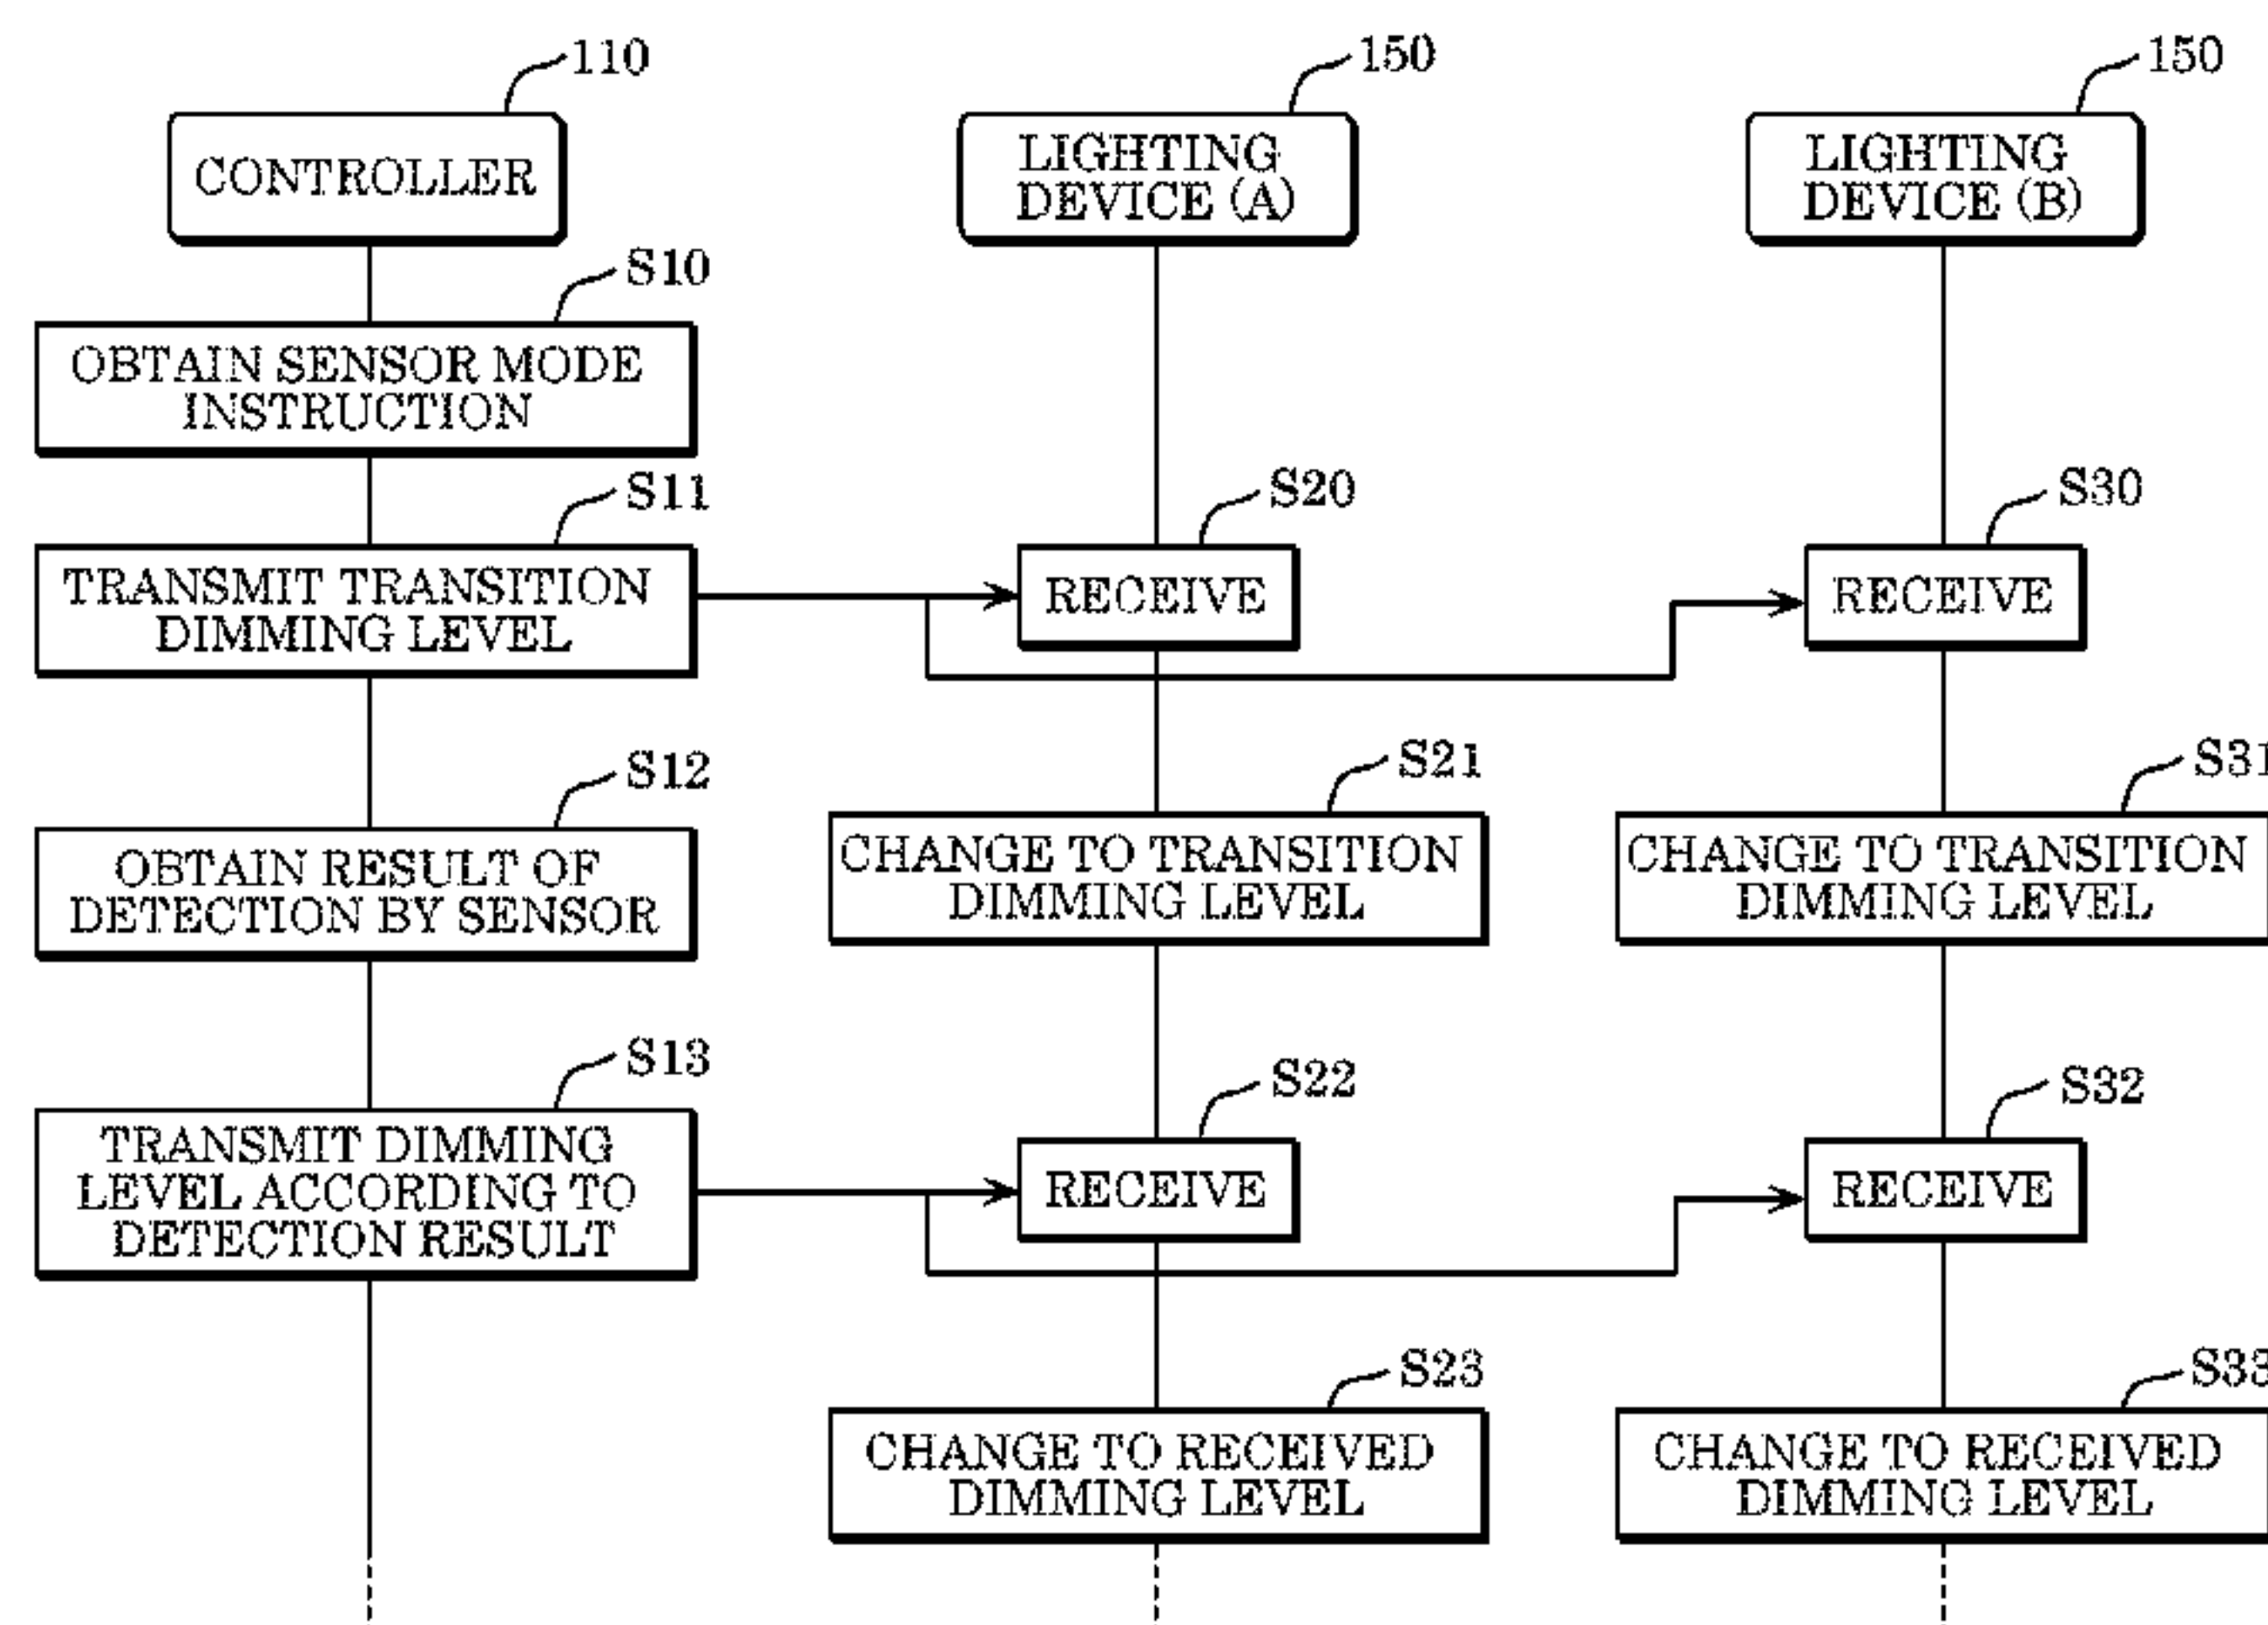 110
150
150
CONTROLLER
LIGHTING
DEVICE (A)
LIGHTING
DEVICE (B)
S10
OBTAIN SENSOR MODE
INSTRUCTION
S11
S20
S30
TRANSMIT TRANSITION
DIMMING LEVEL
RECEIVE
RECEIVE
S12
S21
S31
OBTAIN RESULT OF
DETECTION BY SENSOR
CHANGE TO TRANSITION
DIMMING LEVEL
CHANGE TO TRANSITION
DIMMING LEVEL
S13
S22
S32
TRANSMIT DIMMING
LEVEL ACCORDING TO
DETECTION RESULT
RECEIVE
RECEIVE
S23
S33
CHANGE TO RECEIVED
DIMMING LEVEL
CHANGE TO RECEIVED
DIMMING LEVEL